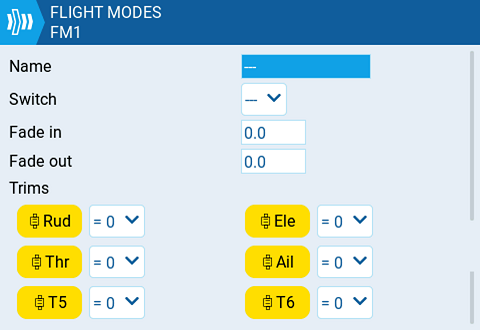 FLIGHT MODES
FM1
Name ---
Switch ---
Fade in 0.0
Fade out 0.0
Trims
Rud = 0 Ele = 0
Thr = 0 Ail = 0
T5 = 0 T6 = 0